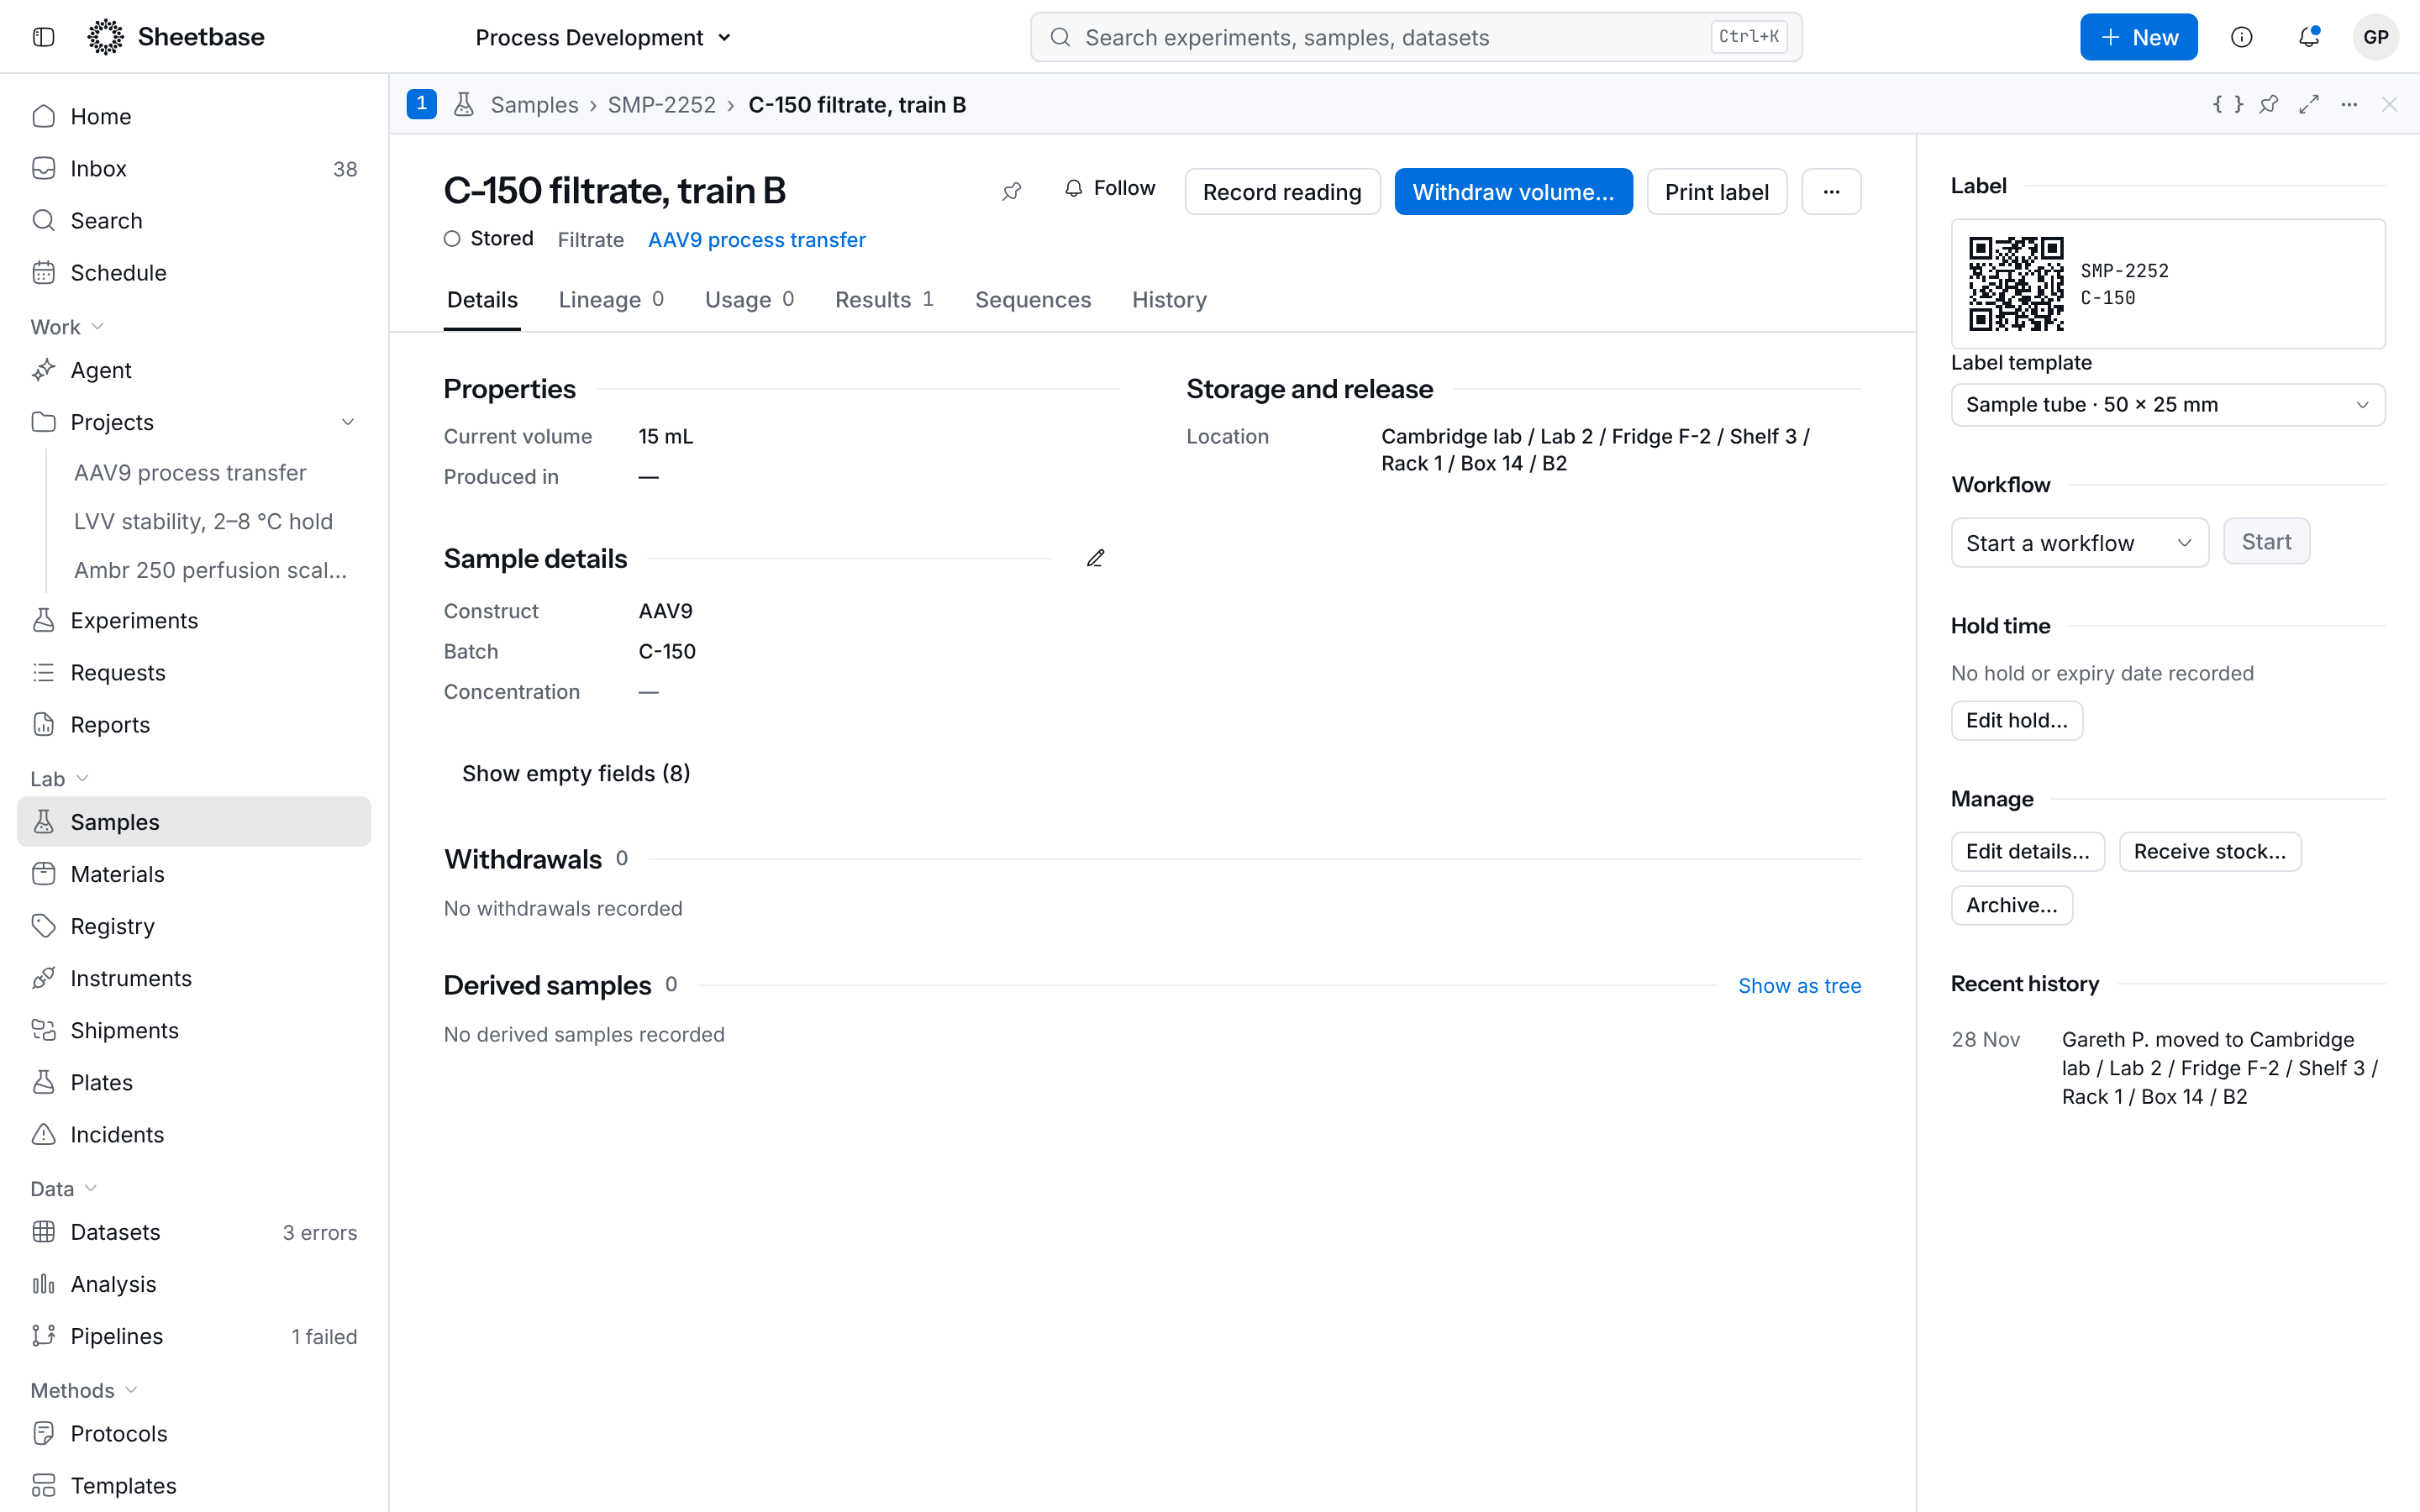 Sheetbase
Process Development
Search experiments, samples, datasets
Ctrl+K
+ New
GP
Home
Inbox 38
Search
Schedule
Work
Agent
Projects
AAV9 process transfer
LVV stability, 2–8 °C hold
Ambr 250 perfusion scal...
Experiments
Requests
Reports
Lab
Samples
Materials
Registry
Instruments
Shipments
Plates
Incidents
Data
Datasets 3 errors
Analysis
Pipelines 1 failed
Methods
Protocols
Templates
1 Samples › SMP-2252 › C-150 filtrate, train B
C-150 filtrate, train B
Follow
Record reading
Withdraw volume...
Print label
Stored Filtrate AAV9 process transfer
Details Lineage 0 Usage 0 Results 1 Sequences History
Properties
Current volume 15 mL
Produced in —
Storage and release
Location Cambridge lab / Lab 2 / Fridge F-2 / Shelf 3 /
Rack 1 / Box 14 / B2
Sample details
Construct AAV9
Batch C-150
Concentration —
Show empty fields (8)
Withdrawals 0
No withdrawals recorded
Derived samples 0 Show as tree
No derived samples recorded
Label
SMP-2252
C-150
Label template
Sample tube · 50 × 25 mm
Workflow
Start a workflow Start
Hold time
No hold or expiry date recorded
Edit hold...
Manage
Edit details... Receive stock...
Archive...
Recent history
28 Nov Gareth P. moved to Cambridge
lab / Lab 2 / Fridge F-2 / Shelf 3 /
Rack 1 / Box 14 / B2